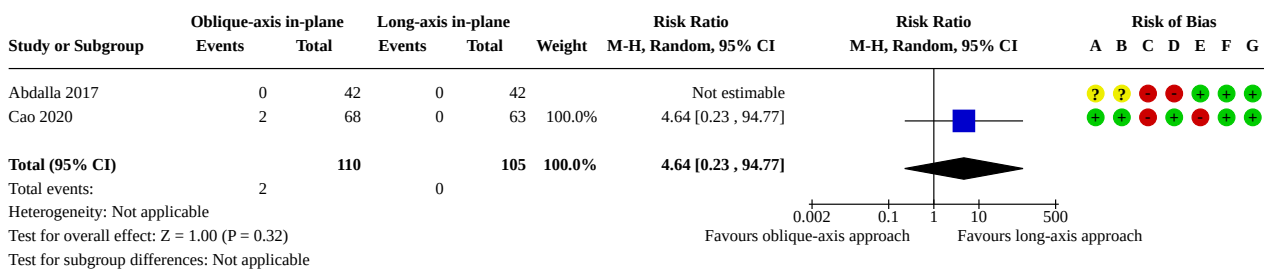 Oblique-axis in-plane Long-axis in-plane Risk Ratio Risk Ratio Risk of Bias
Study or Subgroup Events Total Events Total Weight M-H, Random, 95% CI M-H, Random, 95% CI A B C D E F G
Abdalla 2017 0 42 0 42 Not estimable ? ? - - + + +
Cao 2020 2 68 0 63 100.0% 4.64 [0.23 , 94.77] + + - + - + +
Total (95% CI) 110 105 100.0% 4.64 [0.23 , 94.77]
Total events: 2 0
Heterogeneity: Not applicable 0.002 0.1 1 10 500
Test for overall effect: Z = 1.00 (P = 0.32) Favours oblique-axis approach Favours long-axis approach
Test for subgroup differences: Not applicable